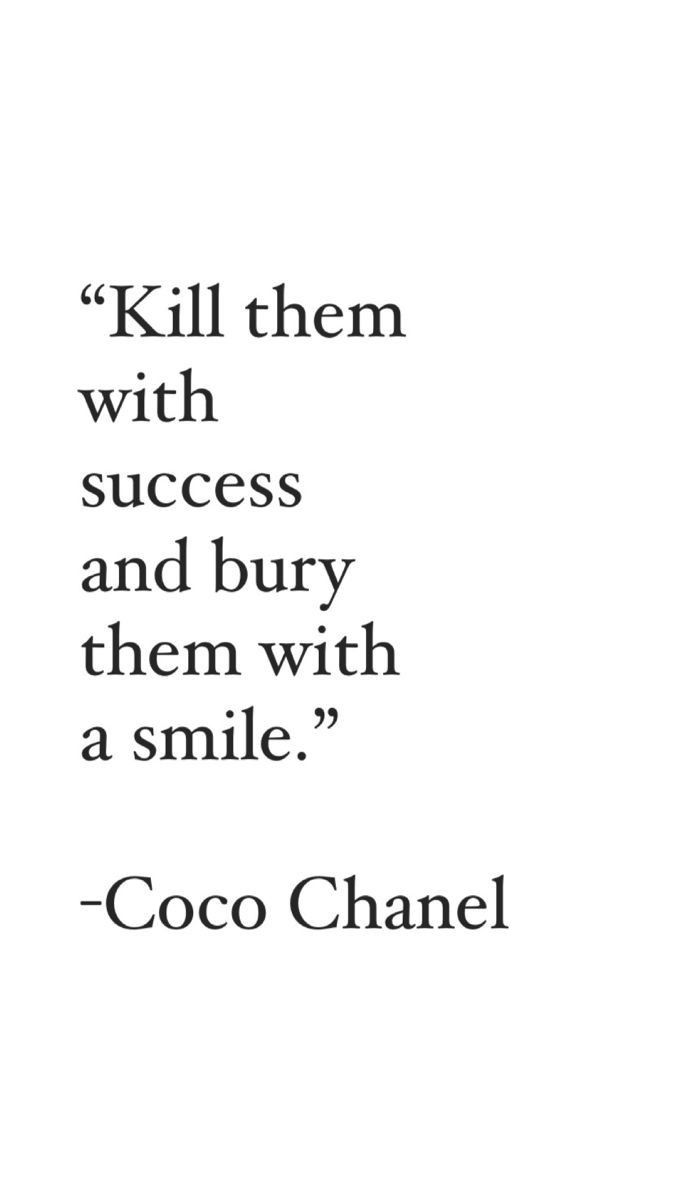 “Kill them
with
success
and bury
them with
a smile.”
-Coco Chanel